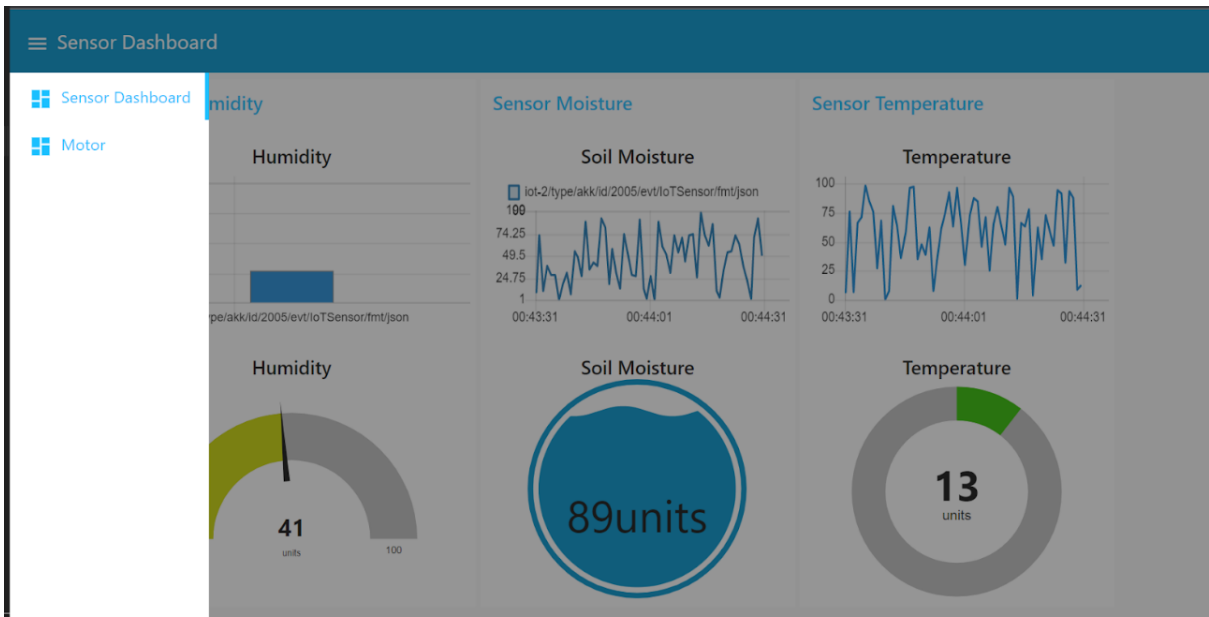 Sensor Dashboard
Sensor Dashboard
Motor
midity
Humidity
pe/akk/id/2005/evt/IoTSensor/fmt/json
Humidity
41
units
100
Sensor Moisture
Soil Moisture
iot-2/type/akk/id/2005/evt/IoTSensor/fmt/json
74.25
49.5
24.75
1
00:43:31 00:44:01 00:44:31
Soil Moisture
89units
Sensor Temperature
Temperature
100
75
50
25
0
00:43:31 00:44:01 00:44:31
Temperature
13
units